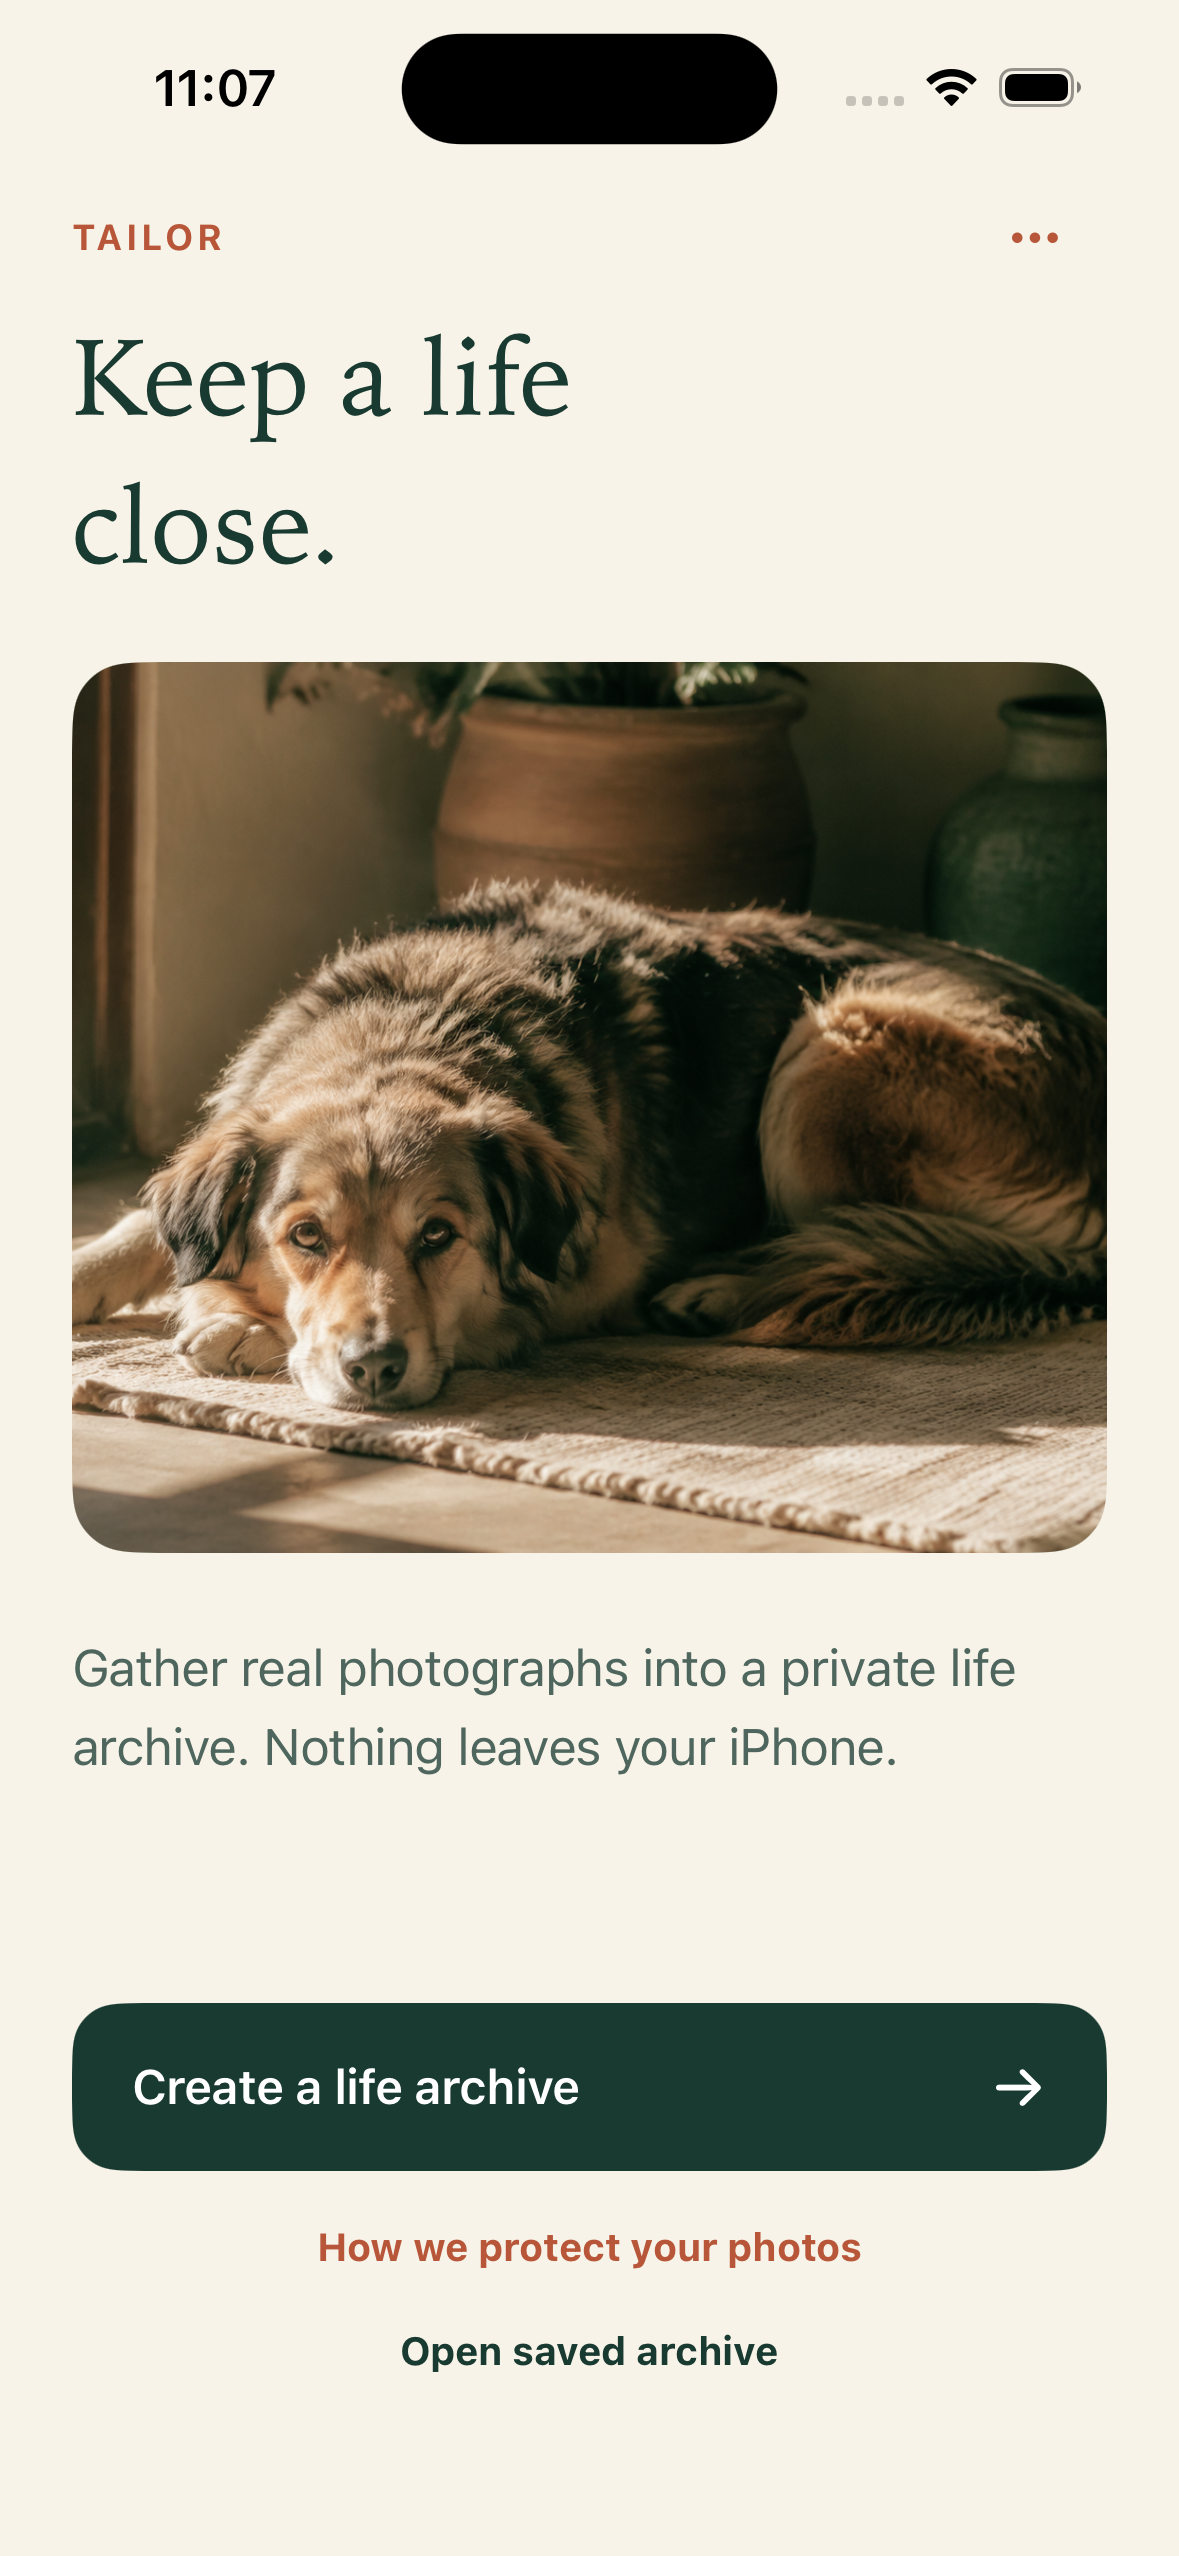 11:07
TAILOR
Keep a life
close.
Gather real photographs into a private life
archive. Nothing leaves your iPhone.
Create a life archive
How we protect your photos
Open saved archive